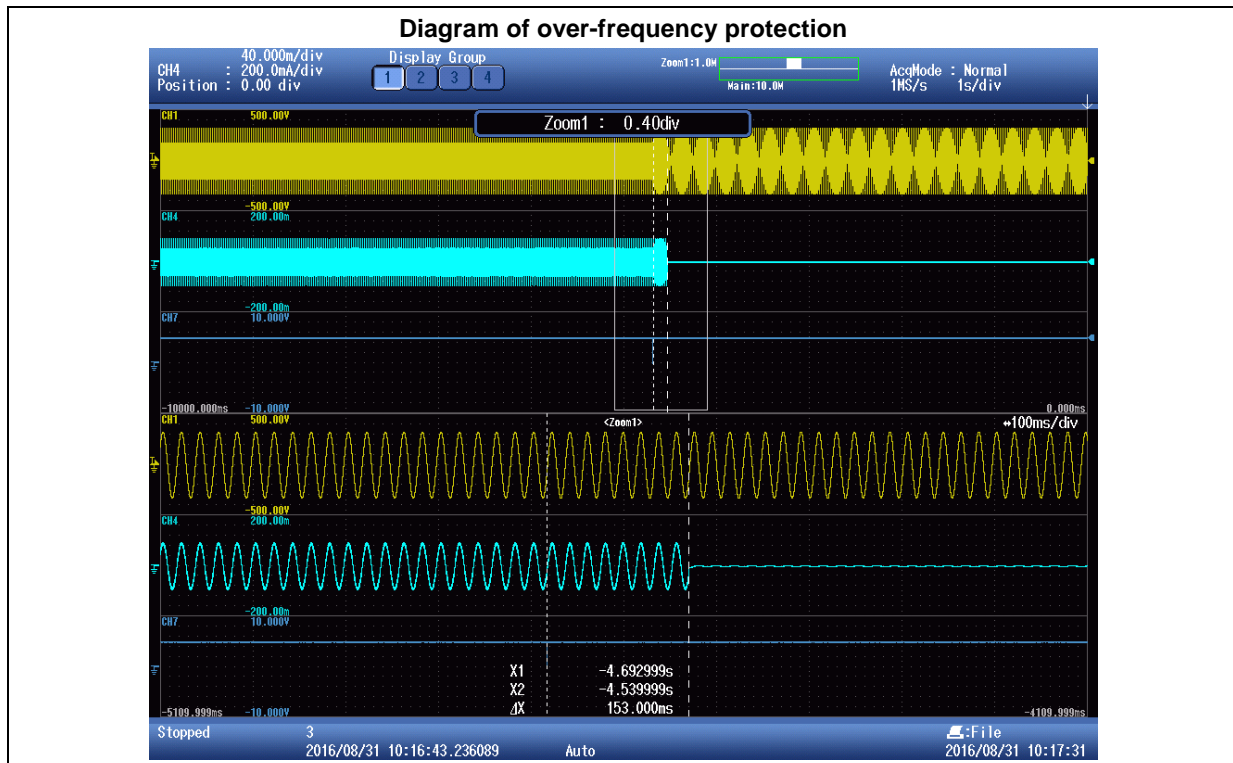 Diagram of over-frequency protection
40.000m/div
CH4 : 200.0mA/div
Position : 0.00 div
Display Group
1 2 3 4
Zoom1:1.0M
Main:10.0M
AcqMode : Normal
1MS/s 1s/div
CH1 500.00V
Zoom1 : 0.40div
-500.00V
CH4 200.00m
-200.00m
CH7 10.000V
-10000.000ms -10.000V 0.000ms
CH1 500.00V <Zoom1> ↔100ms/div
-500.00V
CH4 200.00m
-200.00m
CH7 10.000V
X1 -4.692999s
X2 -4.539999s
ΔX 153.000ms
-5109.999ms -10.000V -4109.999ms
Stopped 3 :File
2016/08/31 10:16:43.236089 Auto 2016/08/31 10:17:31